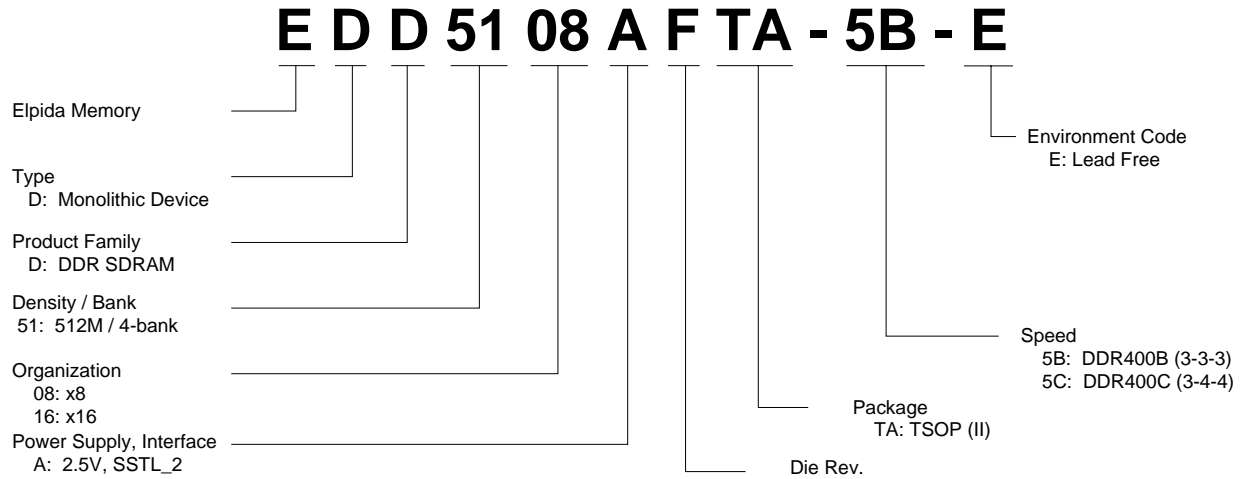 E D D 51 08 A F TA - 5B - E
Elpida Memory
Type
D: Monolithic Device
Product Family
D: DDR SDRAM
Density / Bank
51: 512M / 4-bank
Organization
08: x8
16: x16
Power Supply, Interface
A: 2.5V, SSTL_2
Environment Code
E: Lead Free
Speed
5B: DDR400B (3-3-3)
5C: DDR400C (3-4-4)
Package
TA: TSOP (II)
Die Rev.